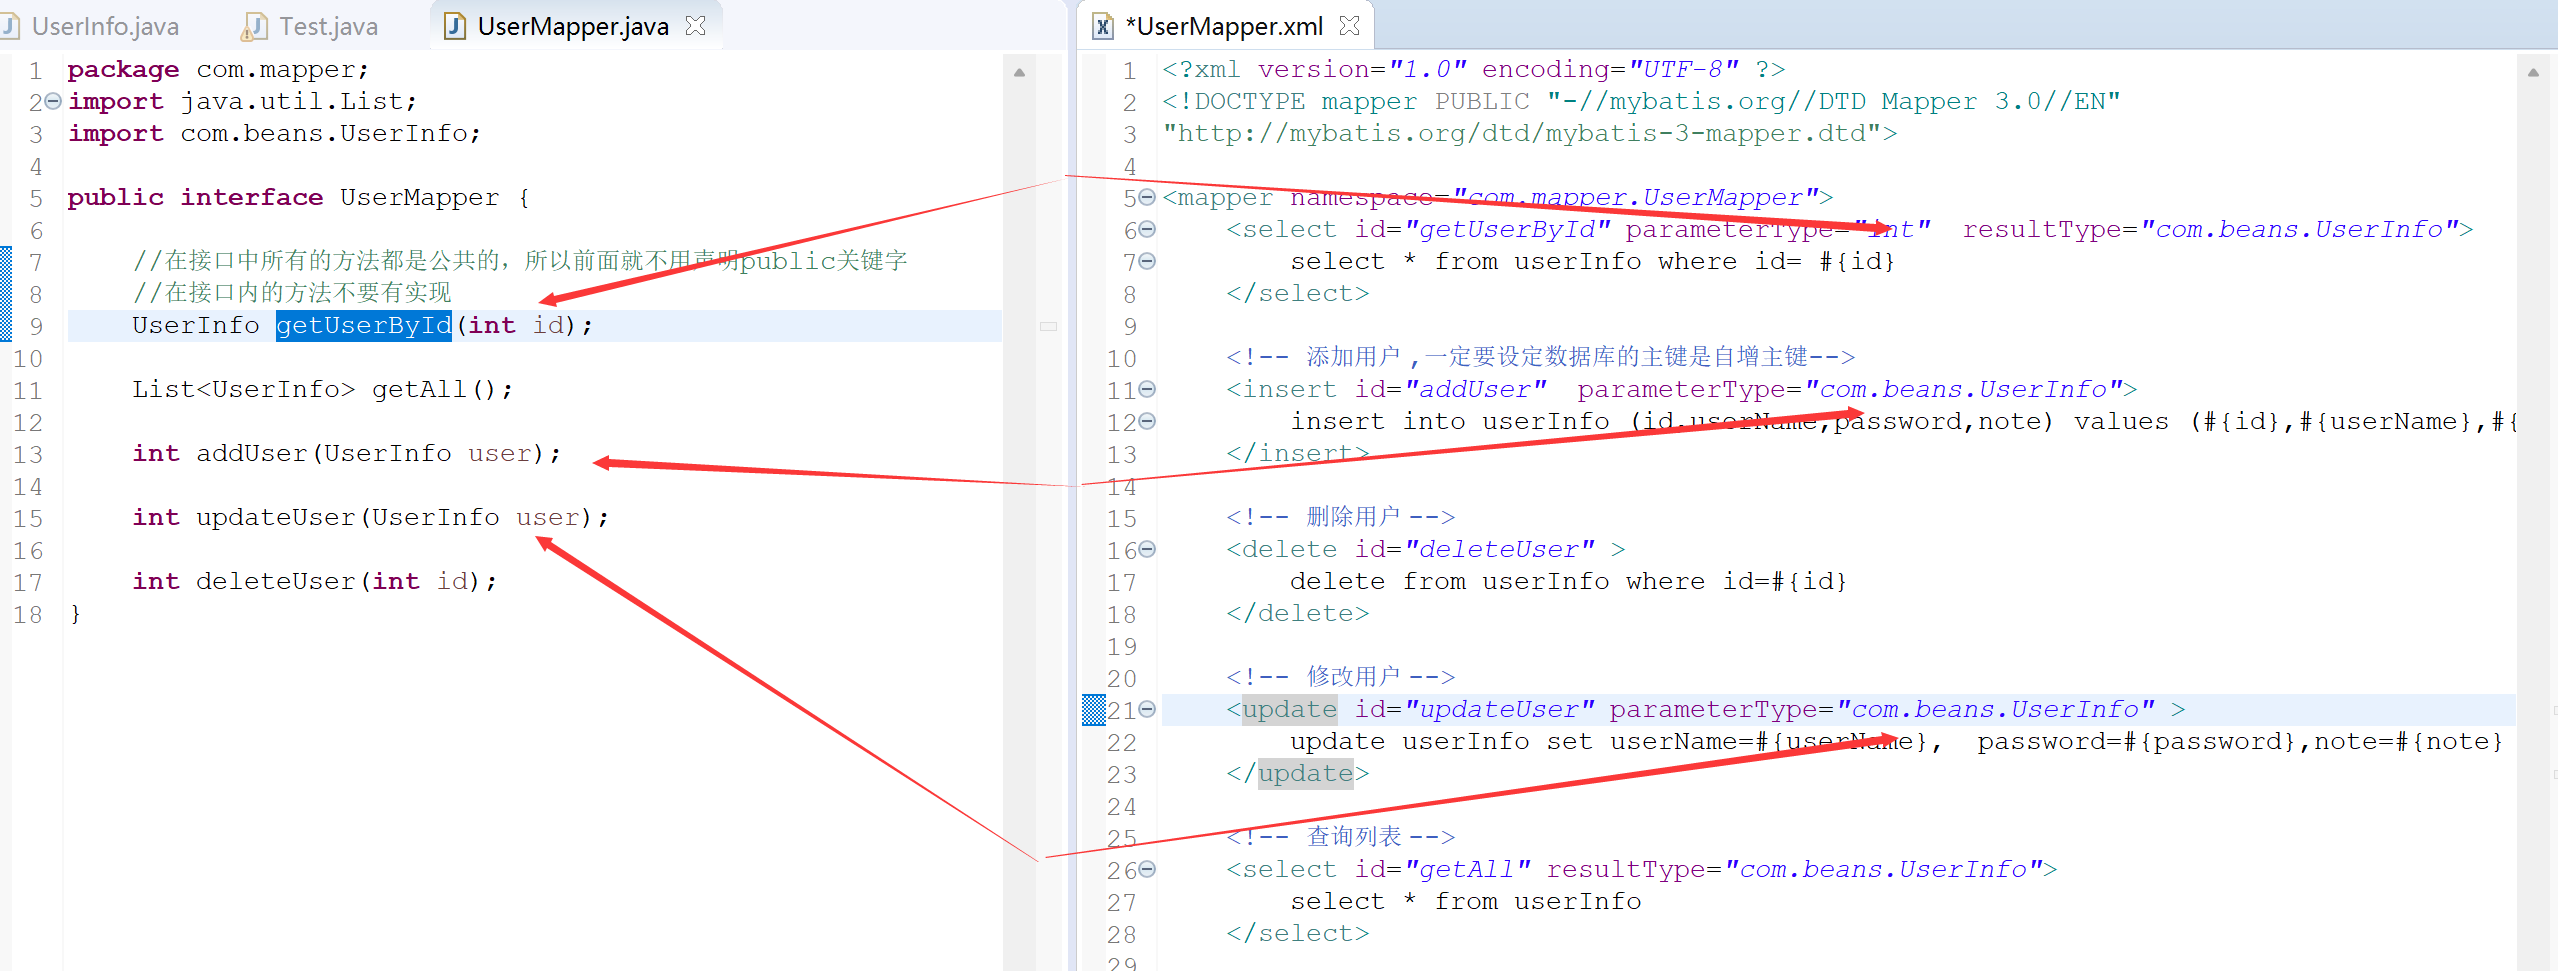 UserInfo.java
Test.java
UserMapper.java
1 package com.mapper;
2 import java.util.List;
3 import com.beans.UserInfo;
4
5 public interface UserMapper {
6
7 //在接口中所有的方法都是公共的，所以前面就不用声明public关键字
8 //在接口内的方法不要有实现
9 UserInfo getUserById(int id);
10
11 List<UserInfo> getAll();
12
13 int addUser(UserInfo user);
14
15 int updateUser(UserInfo user);
16
17 int deleteUser(int id);
18 }
*UserMapper.xml
1 <?xml version="1.0" encoding="UTF-8" ?>
2 <!DOCTYPE mapper PUBLIC "-//mybatis.org//DTD Mapper 3.0//EN"
3 "http://mybatis.org/dtd/mybatis-3-mapper.dtd">
4
5 <mapper namespace="com.mapper.UserMapper">
6 <select id="getUserById" parameterType="int" resultType="com.beans.UserInfo">
7 select * from userInfo where id= #{id}
8 </select>
9
10 <!-- 添加用户 ,一定要设定数据库的主键是自增主键-->
11 <insert id="addUser" parameterType="com.beans.UserInfo">
12 insert into userInfo (id,userName,password,note) values (#{id},#{userName},#{
13 </insert>
14
15 <!-- 删除用户 -->
16 <delete id="deleteUser" >
17 delete from userInfo where id=#{id}
18 </delete>
19
20 <!-- 修改用户 -->
21 <update id="updateUser" parameterType="com.beans.UserInfo" >
22 update userInfo set userName=#{userName}, password=#{password},note=#{note}
23 </update>
24
25 <!-- 查询列表 -->
26 <select id="getAll" resultType="com.beans.UserInfo">
27 select * from userInfo
28 </select>
29